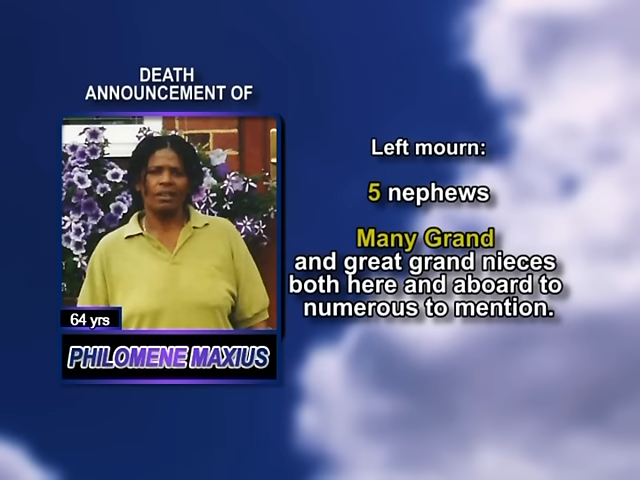 DEATH
ANNOUNCEMENT OF
64 yrs
PHILOMENE MAXIUS
Left mourn:
5 nephews
Many Grand
and great grand nieces
both here and aboard to
numerous to mention.